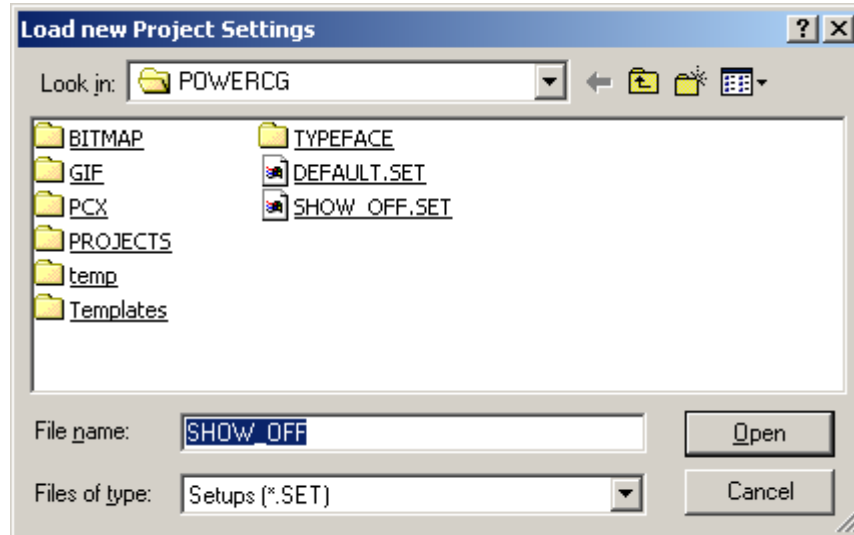 Load new Project Settings
Look in: POWERCG
BITMAP TYPEFACE
GIF DEFAULT.SET
PCX SHOW_OFF.SET
PROJECTS
temp
Templates
File name: SHOW_OFF Open
Files of type: Setups (*.SET) Cancel